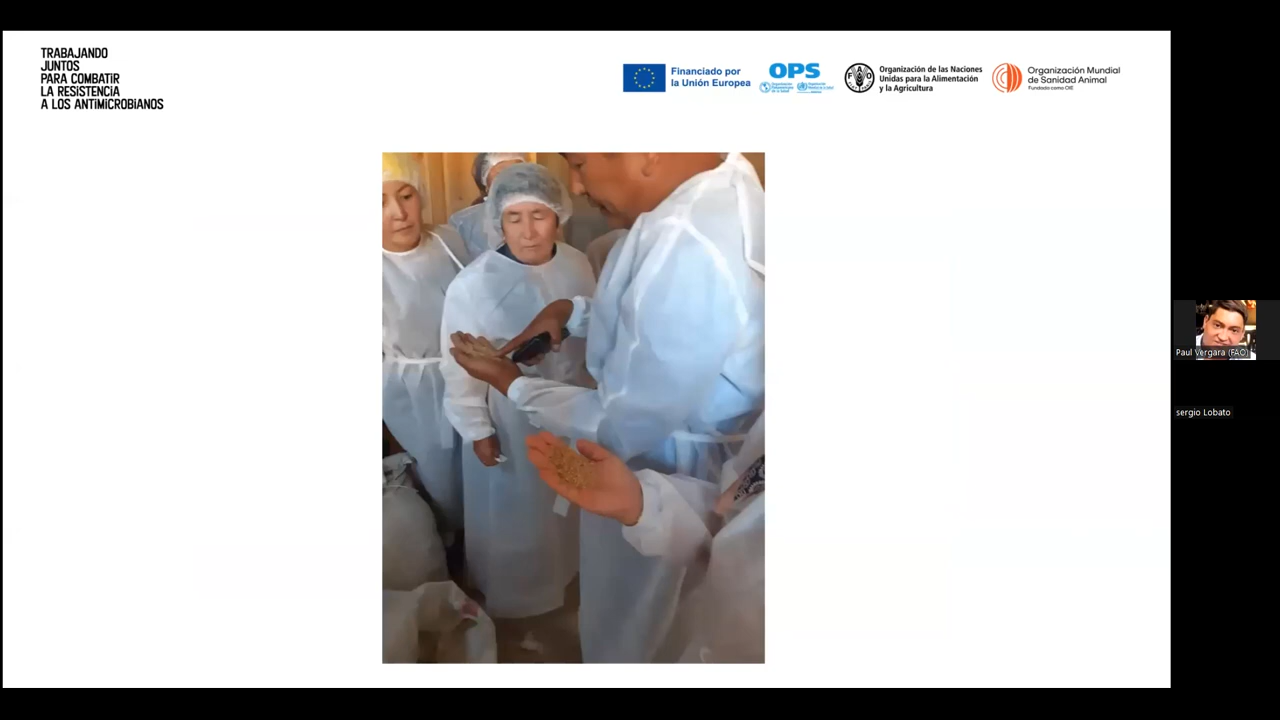 TRABAJANDO
JUNTOS
PARA COMBATIR
LA RESISTENCIA
A LOS ANTIMICROBIANOS
Financiado por
la Unión Europea
OPS
Organización de las Naciones
Unidas para la Alimentación
y la Agricultura
Organización Mundial
de Sanidad Animal
Fundada como OIE
Paul Vergara (FAO)
sergio Lobato